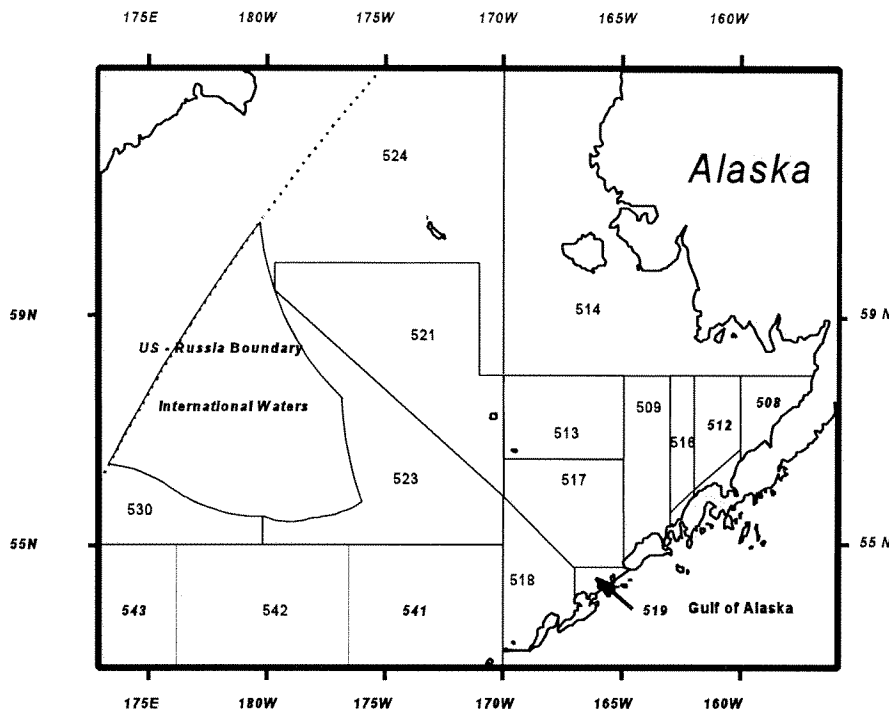 175E 180W 175W 170W 165W 160W
524
Alaska
514
59N
59 N
521
US - Russia Boundary
International Waters
509
508
512
516
513
517
523
530
55N
55 N
518
543
542
541
519
Gulf of Alaska
175E 180W 175W 170W 165W 160W